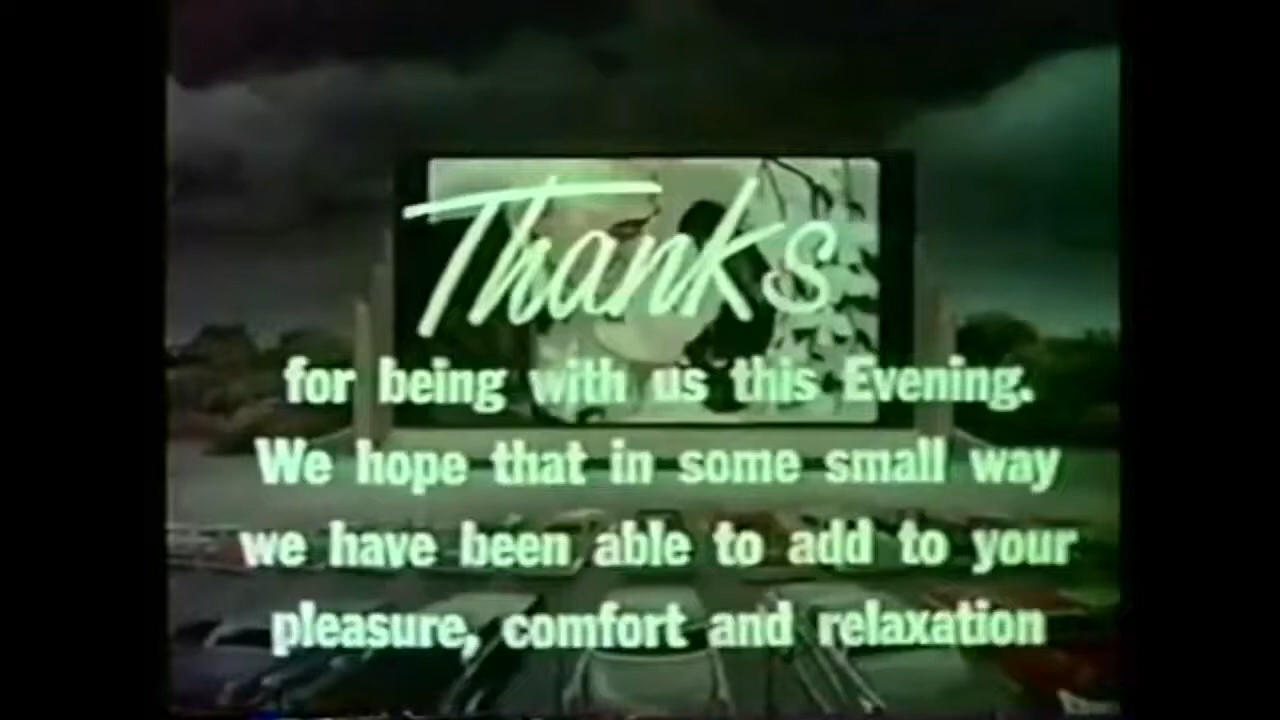 Thanks
for being with us this Evening.
We hope that in some small way
we have been able to add to your
pleasure, comfort and relaxation